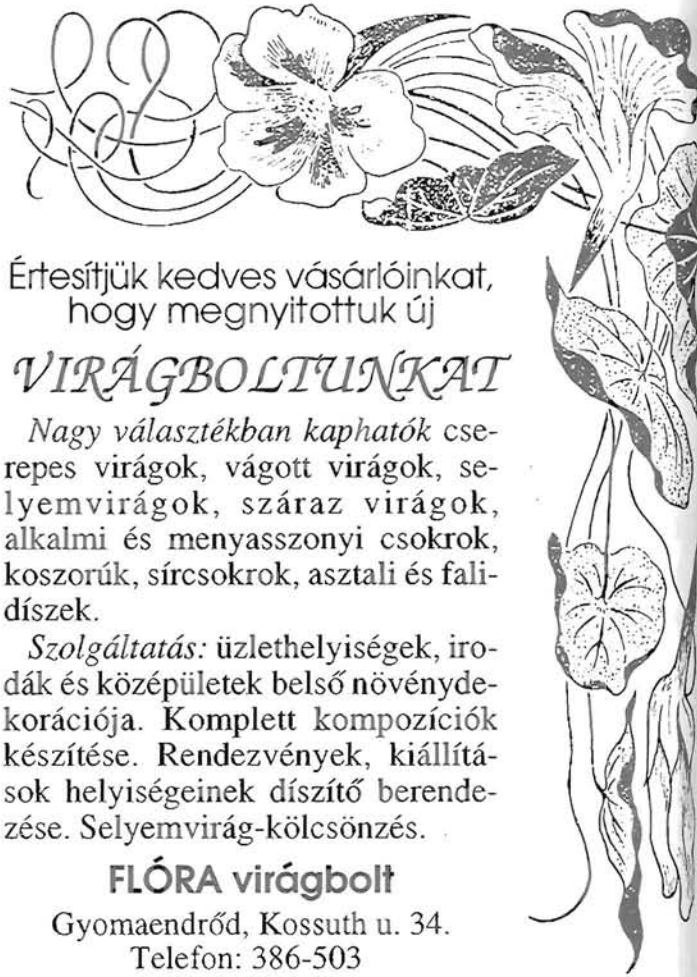 Értesítjük kedves vásárlóinkat,
hogy megnyitottuk új
VIRÁGBOLTUNKAT
Nagy választékban kaphatók cse-
repes virágok, vágott virágok, se-
lyemvirágok, száraz virágok,
alkalmi és menyasszonyi csokrok,
koszorúk, sírcsokrok, asztali és fali-
díszek.
Szolgáltatás: üzlethelyiségek, iro-
dák és középületek belső növényde-
korációja. Komplett kompozíciók
készítése. Rendezvények, kiállítá-
sok helyiségeinek díszítő berende-
zése. Selyemvirág-kölcsönzés.
FLÓRA virágbolt
Gyomaendrőd, Kossuth u. 34.
Telefon: 386-503